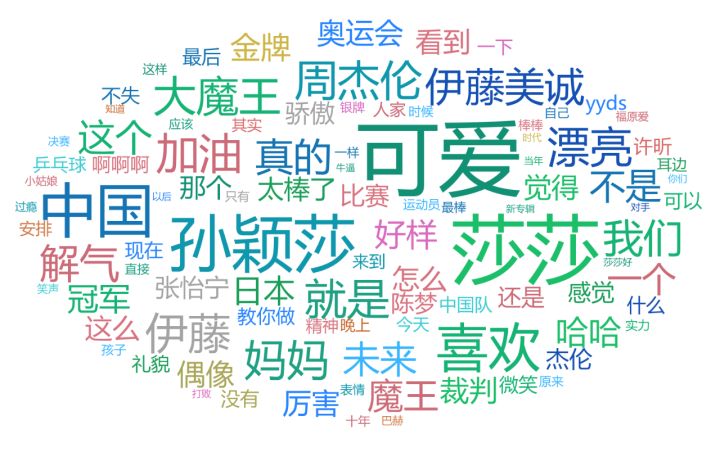 奥运会
金牌
看到
一下
最后
这样
周杰伦
伊藤美诚
不失
大魔王
骄傲
银牌
人家
时候
自己
yyds
福原爱
知道
决赛
这个
应该
其实
加油
真的
一样
可爱
棒棒
时代
漂亮
许昕
乒乓球
啊啊啊
牛逼
当年
耳边
你们
小姑娘
那个
只有
太棒了
比赛
觉得
不是
可以
过瘾
中国
以后
运动员
最棒
新专辑
对手
安排
现在
孙颖莎
好样
莎莎
我们
解气
直接
来到
莎莎好
笑声
冠军
张怡宁
日本
就是
怎么
陈梦
中国队
还是
感觉
一个
什么
这么
伊藤
教你做
精神
晚上
今天
喜欢
哈哈
实力
孩子
礼貌
偶像
妈妈
未来
杰伦
打败
没有
厉害
表情
魔王
裁判
微笑
原来
十年
巴赫